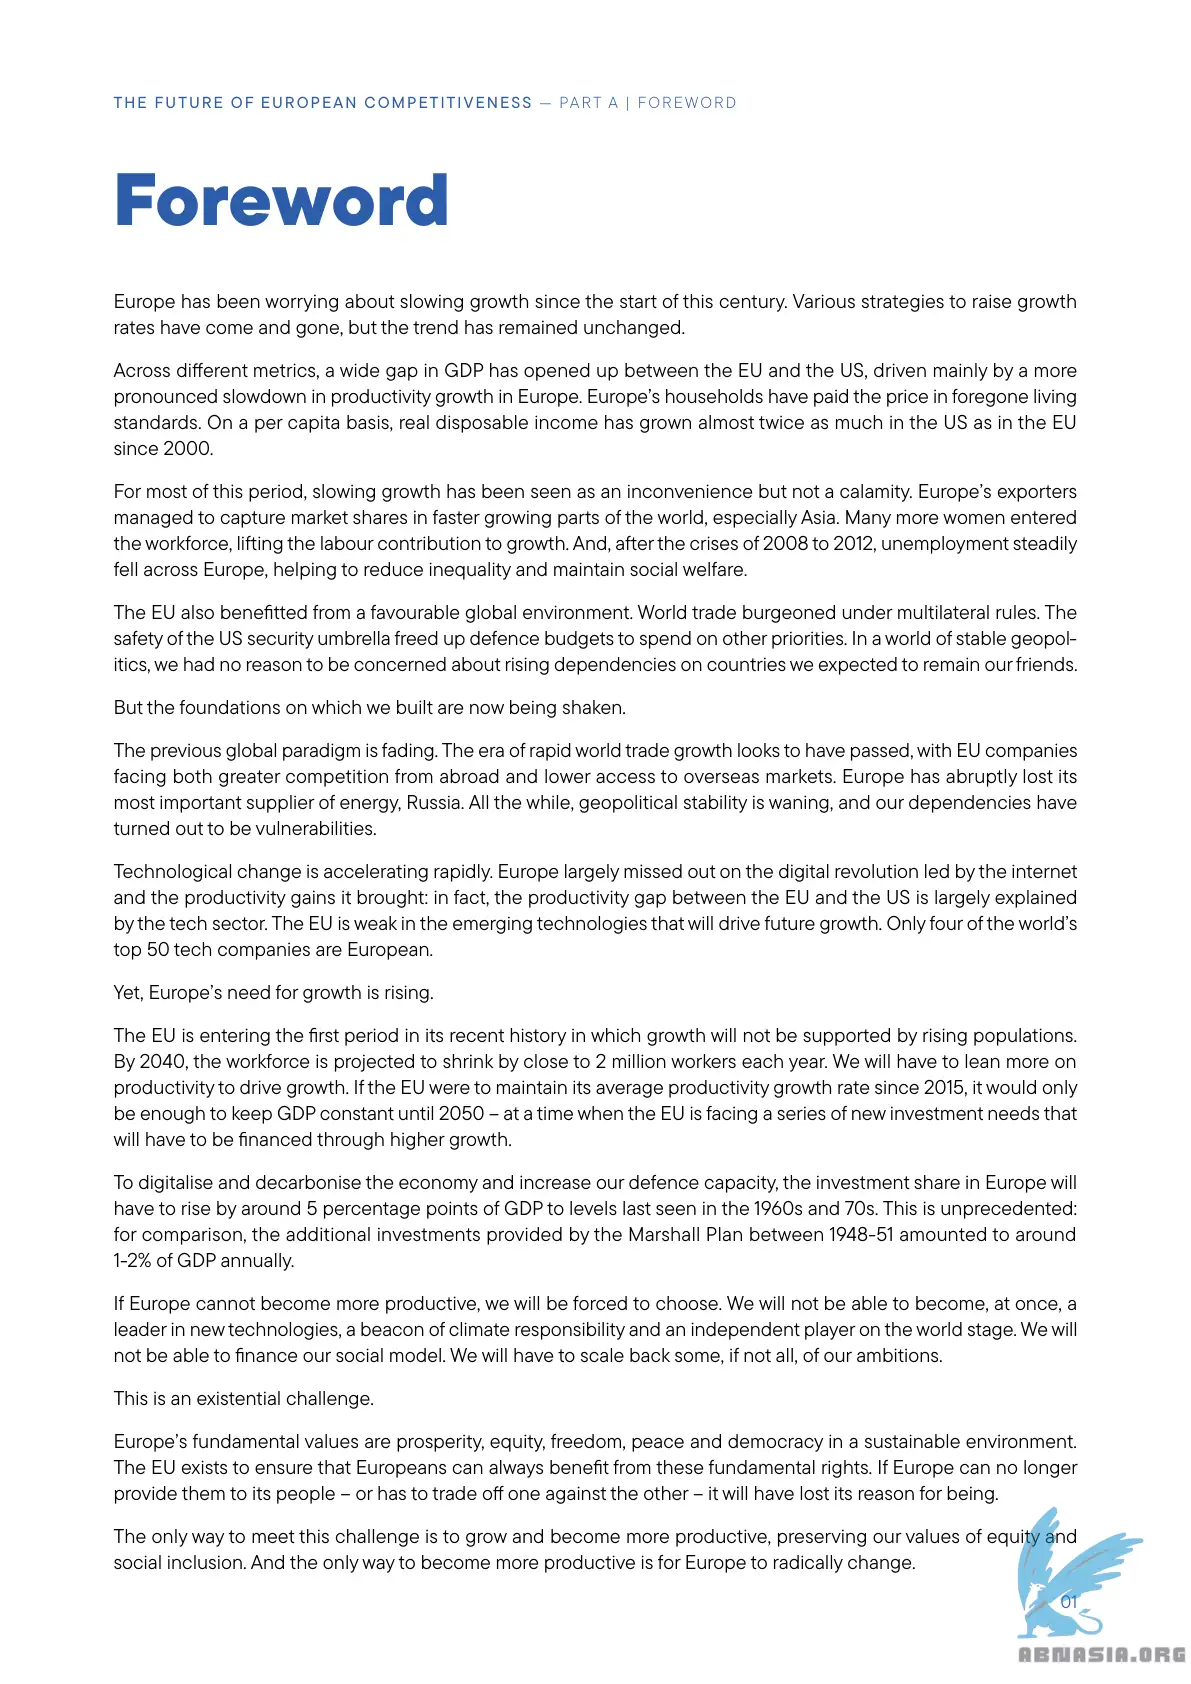 THE FUTURE OF EUROPEAN COMPETITIVENESS — PART A | FOREWORD
Foreword
Europe has been worrying about slowing growth since the start of this century. Various strategies to raise growth
rates have come and gone, but the trend has remained unchanged.
Across different metrics, a wide gap in GDP has opened up between the EU and the US, driven mainly by a more
pronounced slowdown in productivity growth in Europe. Europe’s households have paid the price in foregone living
standards. On a per capita basis, real disposable income has grown almost twice as much in the US as in the EU
since 2000.
For most of this period, slowing growth has been seen as an inconvenience but not a calamity. Europe’s exporters
managed to capture market shares in faster growing parts of the world, especially Asia. Many more women entered
the workforce, lifting the labour contribution to growth. And, after the crises of 2008 to 2012, unemployment steadily
fell across Europe, helping to reduce inequality and maintain social welfare.
The EU also benefitted from a favourable global environment. World trade burgeoned under multilateral rules. The
safety of the US security umbrella freed up defence budgets to spend on other priorities. In a world of stable geopol-
itics, we had no reason to be concerned about rising dependencies on countries we expected to remain our friends.
But the foundations on which we built are now being shaken.
The previous global paradigm is fading. The era of rapid world trade growth looks to have passed, with EU companies
facing both greater competition from abroad and lower access to overseas markets. Europe has abruptly lost its
most important supplier of energy, Russia. All the while, geopolitical stability is waning, and our dependencies have
turned out to be vulnerabilities.
Technological change is accelerating rapidly. Europe largely missed out on the digital revolution led by the internet
and the productivity gains it brought: in fact, the productivity gap between the EU and the US is largely explained
by the tech sector. The EU is weak in the emerging technologies that will drive future growth. Only four of the world’s
top 50 tech companies are European.
Yet, Europe’s need for growth is rising.
The EU is entering the first period in its recent history in which growth will not be supported by rising populations.
By 2040, the workforce is projected to shrink by close to 2 million workers each year. We will have to lean more on
productivity to drive growth. If the EU were to maintain its average productivity growth rate since 2015, it would only
be enough to keep GDP constant until 2050 – at a time when the EU is facing a series of new investment needs that
will have to be financed through higher growth.
To digitalise and decarbonise the economy and increase our defence capacity, the investment share in Europe will
have to rise by around 5 percentage points of GDP to levels last seen in the 1960s and 70s. This is unprecedented:
for comparison, the additional investments provided by the Marshall Plan between 1948-51 amounted to around
1-2% of GDP annually.
If Europe cannot become more productive, we will be forced to choose. We will not be able to become, at once, a
leader in new technologies, a beacon of climate responsibility and an independent player on the world stage. We will
not be able to finance our social model. We will have to scale back some, if not all, of our ambitions.
This is an existential challenge.
Europe’s fundamental values are prosperity, equity, freedom, peace and democracy in a sustainable environment.
The EU exists to ensure that Europeans can always benefit from these fundamental rights. If Europe can no longer
provide them to its people – or has to trade off one against the other – it will have lost its reason for being.
The only way to meet this challenge is to grow and become more productive, preserving our values of equity and
social inclusion. And the only way to become more productive is for Europe to radically change.
01
ABNASIA.ORG